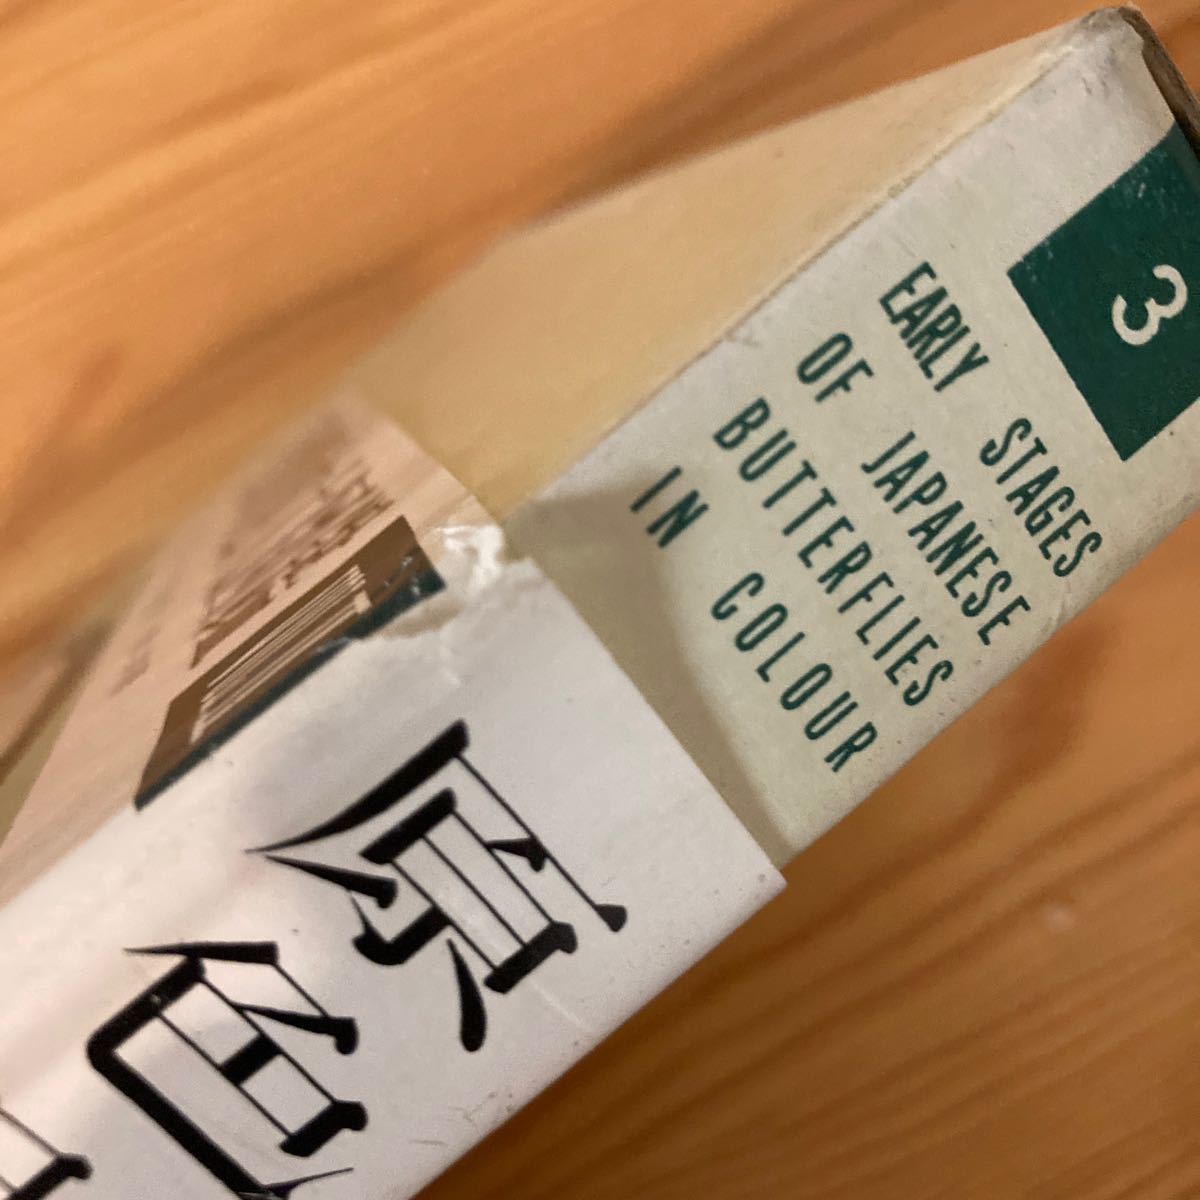 3
EARLY STAGES
OF JAPANESE
BUTTERFLIES
IN COLOUR
原色